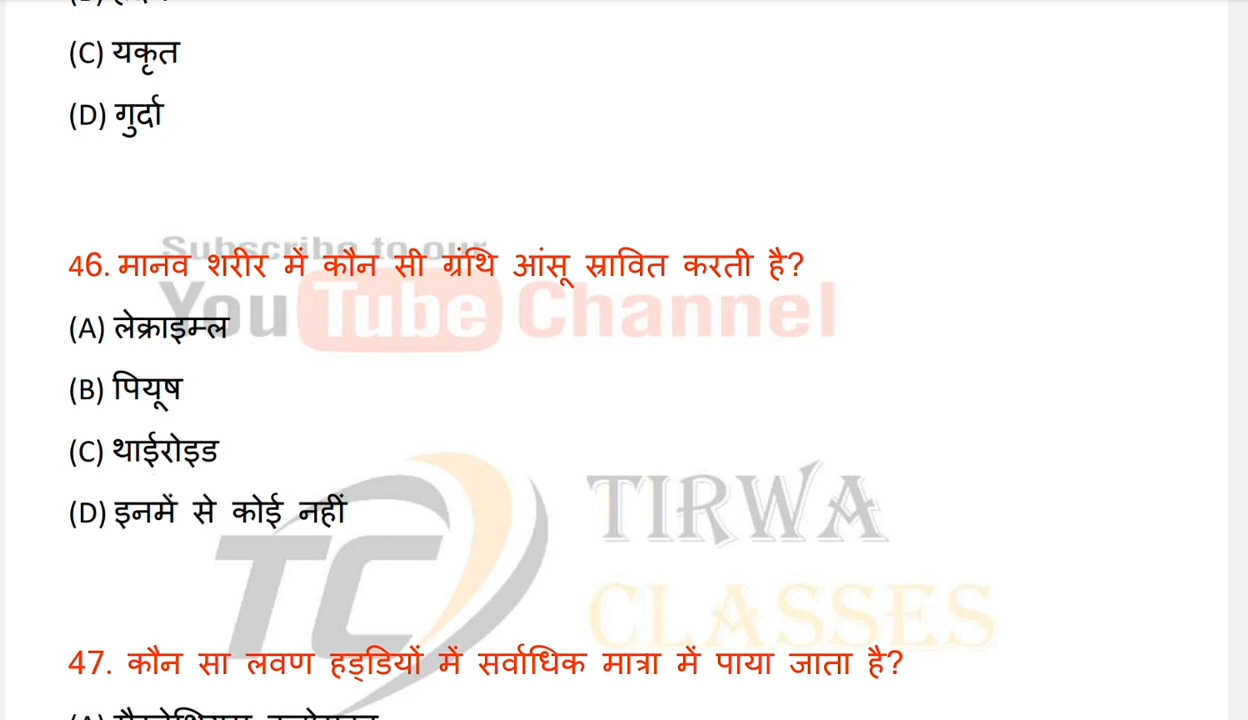 (C) यकृत
(D) गुर्दा
Subscribe to our
46. मानव शरीर में कौन सी ग्रंथि आंसू स्रावित करती है?
YouTube Channel
(A) लेक्राइम्ल
(B) पियूष
(C) थाईरोइड
(D) इनमें से कोई नहीं
TC
TIRWA
CLASSES
47. कौन सा लवण हड्डियों में सर्वाधिक मात्रा में पाया जाता है?